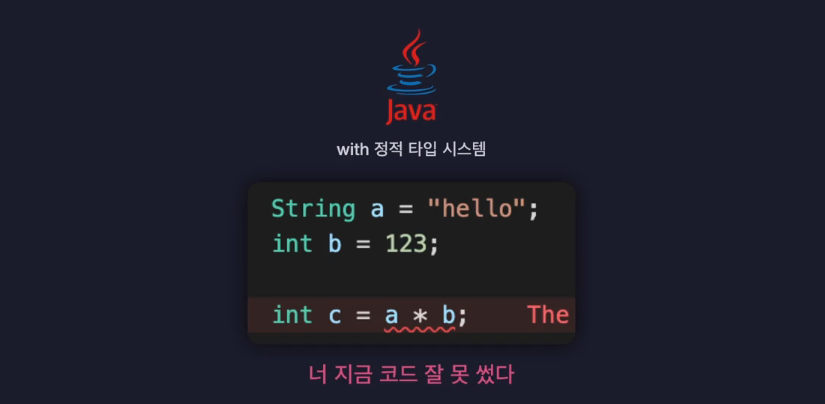 Java
with 정적 타입 시스템
String a = "hello";
int b = 123;
int c = a * b; The
너 지금 코드 잘 못 썼다